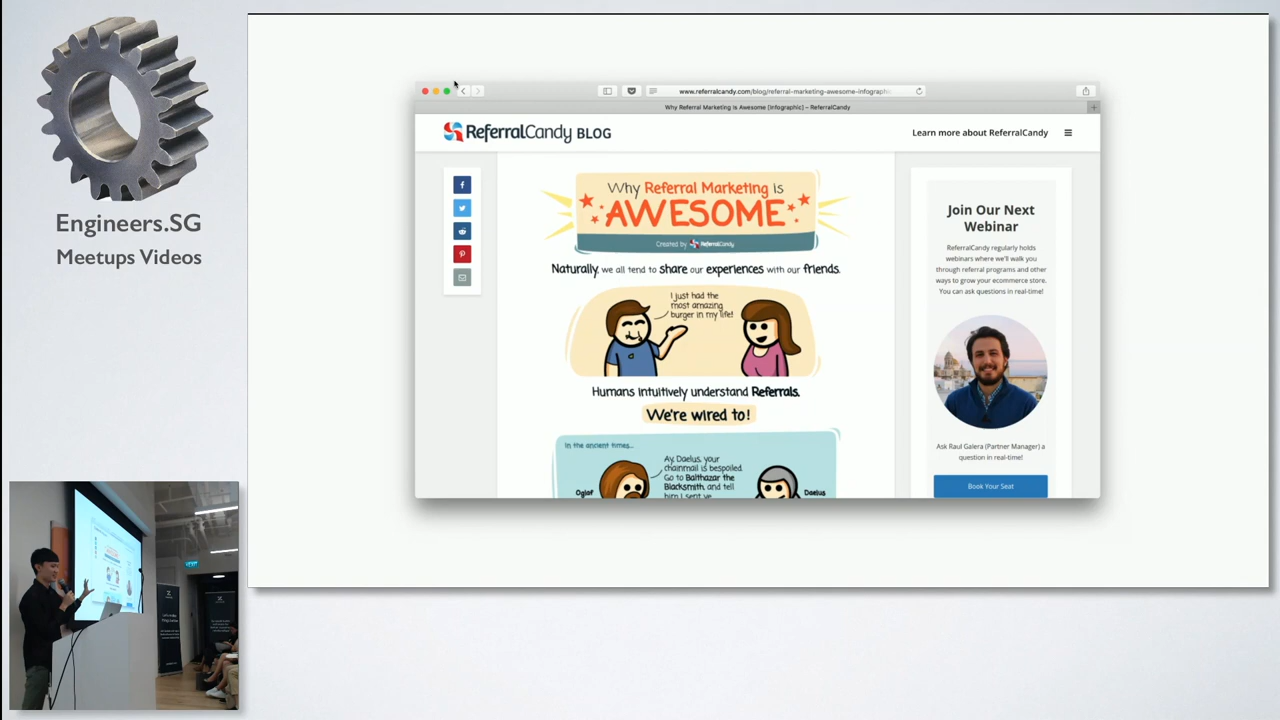 Engineers.SG
Meetups Videos
www.referralcandy.com/blog/referral-marketing-awesome-infographi
Why Referral Marketing Is Awesome [Infographic] – ReferralCandy
ReferralCandy BLOG
Learn more about ReferralCandy
Why Referral Marketing is
AWESOME
Created by ReferralCandy
Naturally, we all tend to share our experiences with our friends.
I just had the
most amazing
burger in my life!
Humans intuitively understand Referrals.
We're wired to!
In the ancient times...
Ay, Daelus, your
chainmail is bespoiled.
Go to Balthazar the
Blacksmith, and tell
him I sent ye.
Oglof
Daelus
Join Our Next
Webinar
ReferralCandy regularly holds
webinars where we'll walk you
through referral programs and other
ways to grow your ecommerce store.
You can ask questions in real-time!
Ask Raul Galera (Partner Manager) a
question in real-time!
Book Your Seat